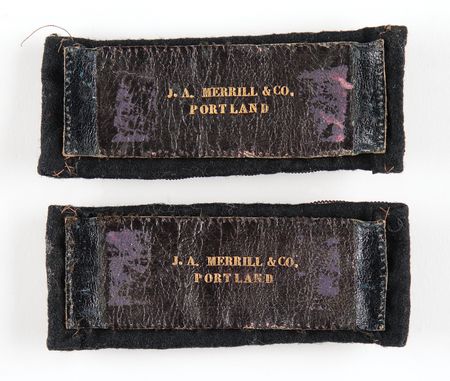 J. A. MERRILL & CO.
PORTLAND
J. A. MERRILL & CO.
PORTLAND